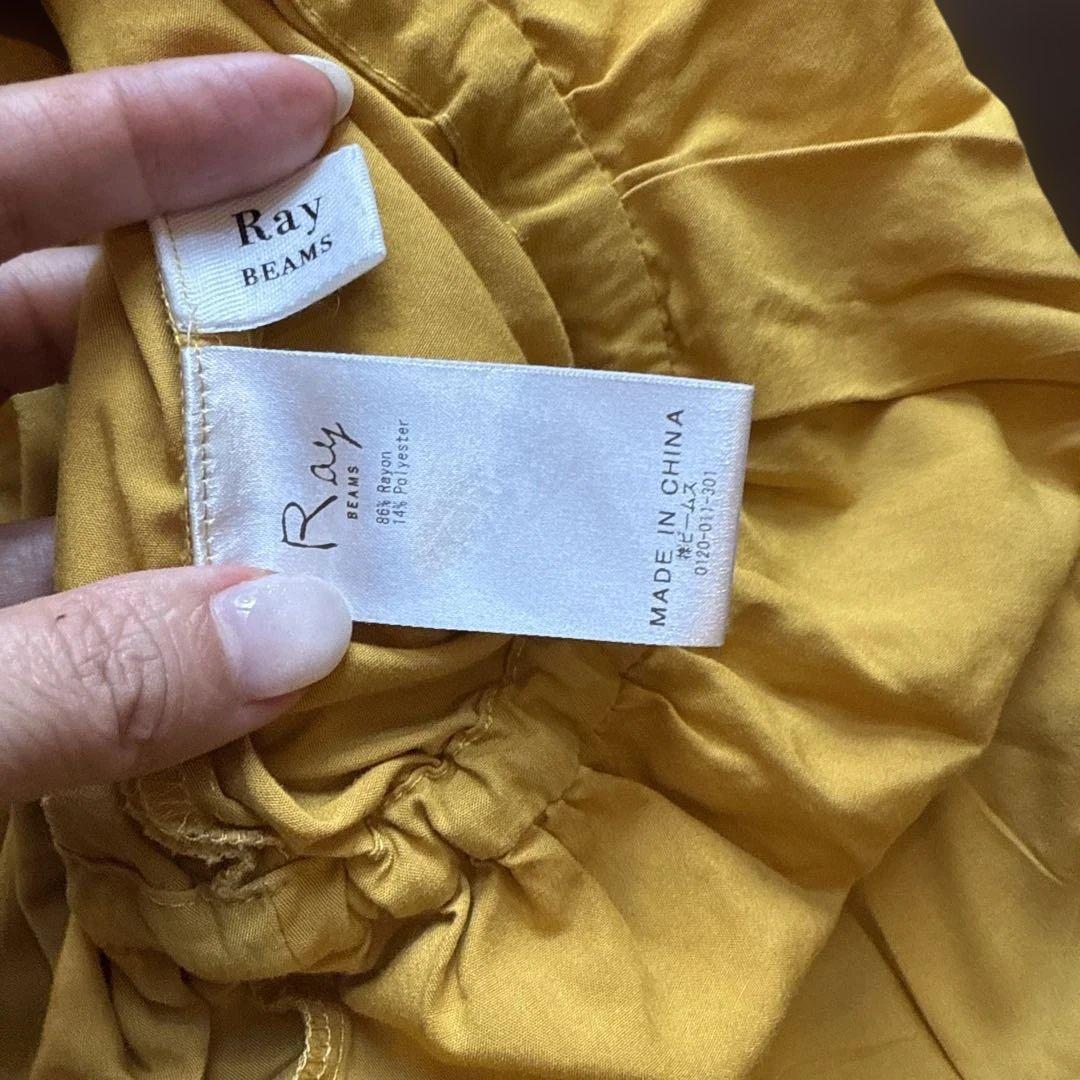 Ray
BEAMS
Ray
BEAMS
86% Rayon
14% Polyester
MADE IN CHINA
㈱ビームス
0120-011-301